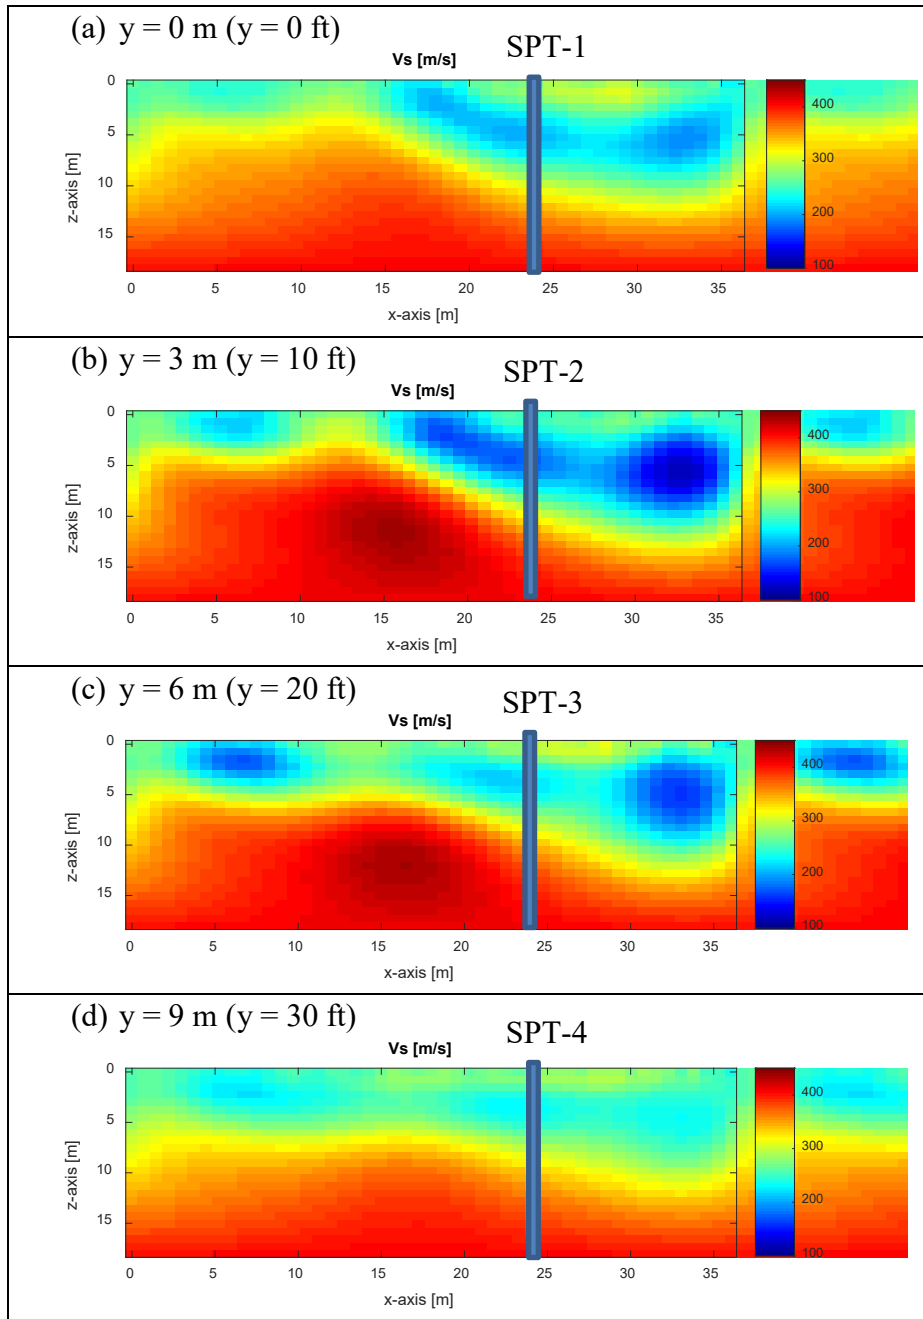 (a) y = 0 m (y = 0 ft)
SPT-1
Vs [m/s]
0
5
10
15
z-axis [m]
0 5 10 15 20 24 25 30 35
x-axis [m]
400
300
200
100
(b) y = 3 m (y = 10 ft)
SPT-2
Vs [m/s]
0
5
10
15
z-axis [m]
0 5 10 15 20 24 25 30 35
x-axis [m]
400
300
200
100
(c) y = 6 m (y = 20 ft)
SPT-3
Vs [m/s]
0
5
10
15
z-axis [m]
0 5 10 15 20 24 25 30 35
x-axis [m]
400
300
200
100
(d) y = 9 m (y = 30 ft)
SPT-4
Vs [m/s]
0
5
10
15
z-axis [m]
0 5 10 15 20 24 25 30 35
x-axis [m]
400
300
200
100